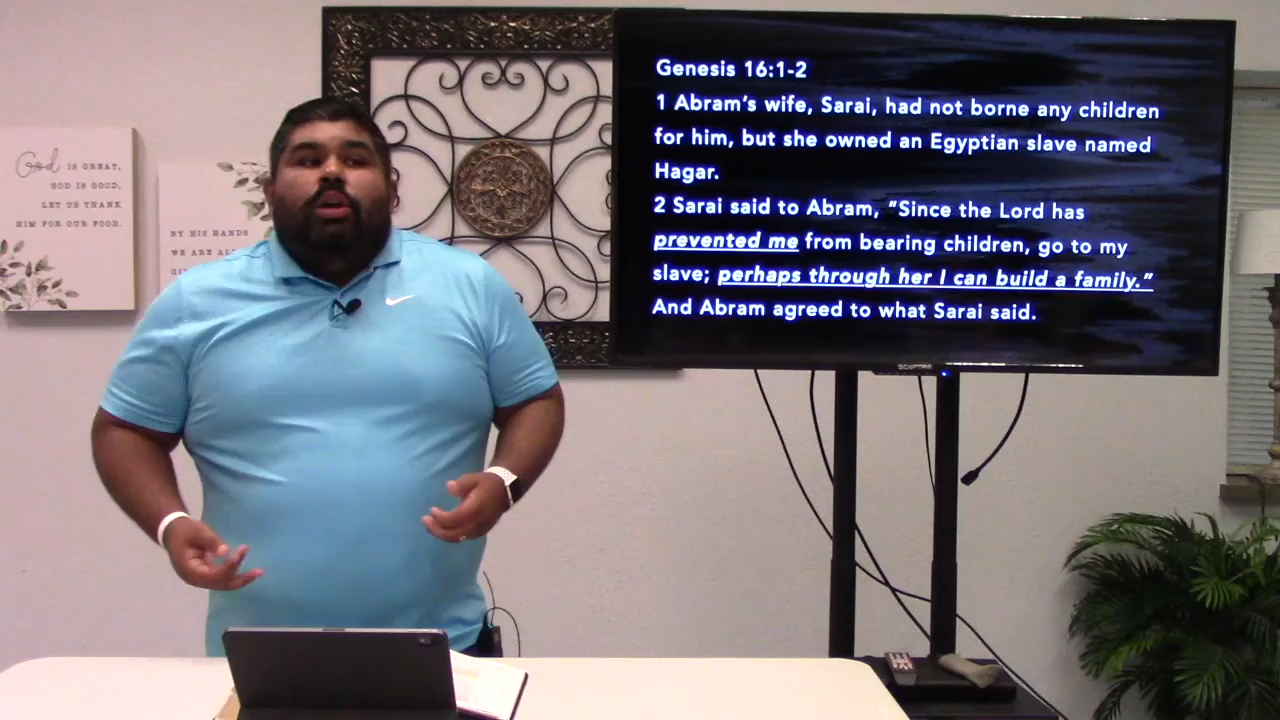 God IS GREAT,
GOD IS GOOD,
LET US THANK
HIM FOR OUR FOOD.
BY HIS HANDS
WE ARE ALL
Genesis 16:1-2
1 Abram's wife, Sarai, had not borne any children
for him, but she owned an Egyptian slave named
Hagar.
2 Sarai said to Abram, "Since the Lord has
prevented me from bearing children, go to my
slave; perhaps through her I can build a family."
And Abram agreed to what Sarai said.
SCEPTRE